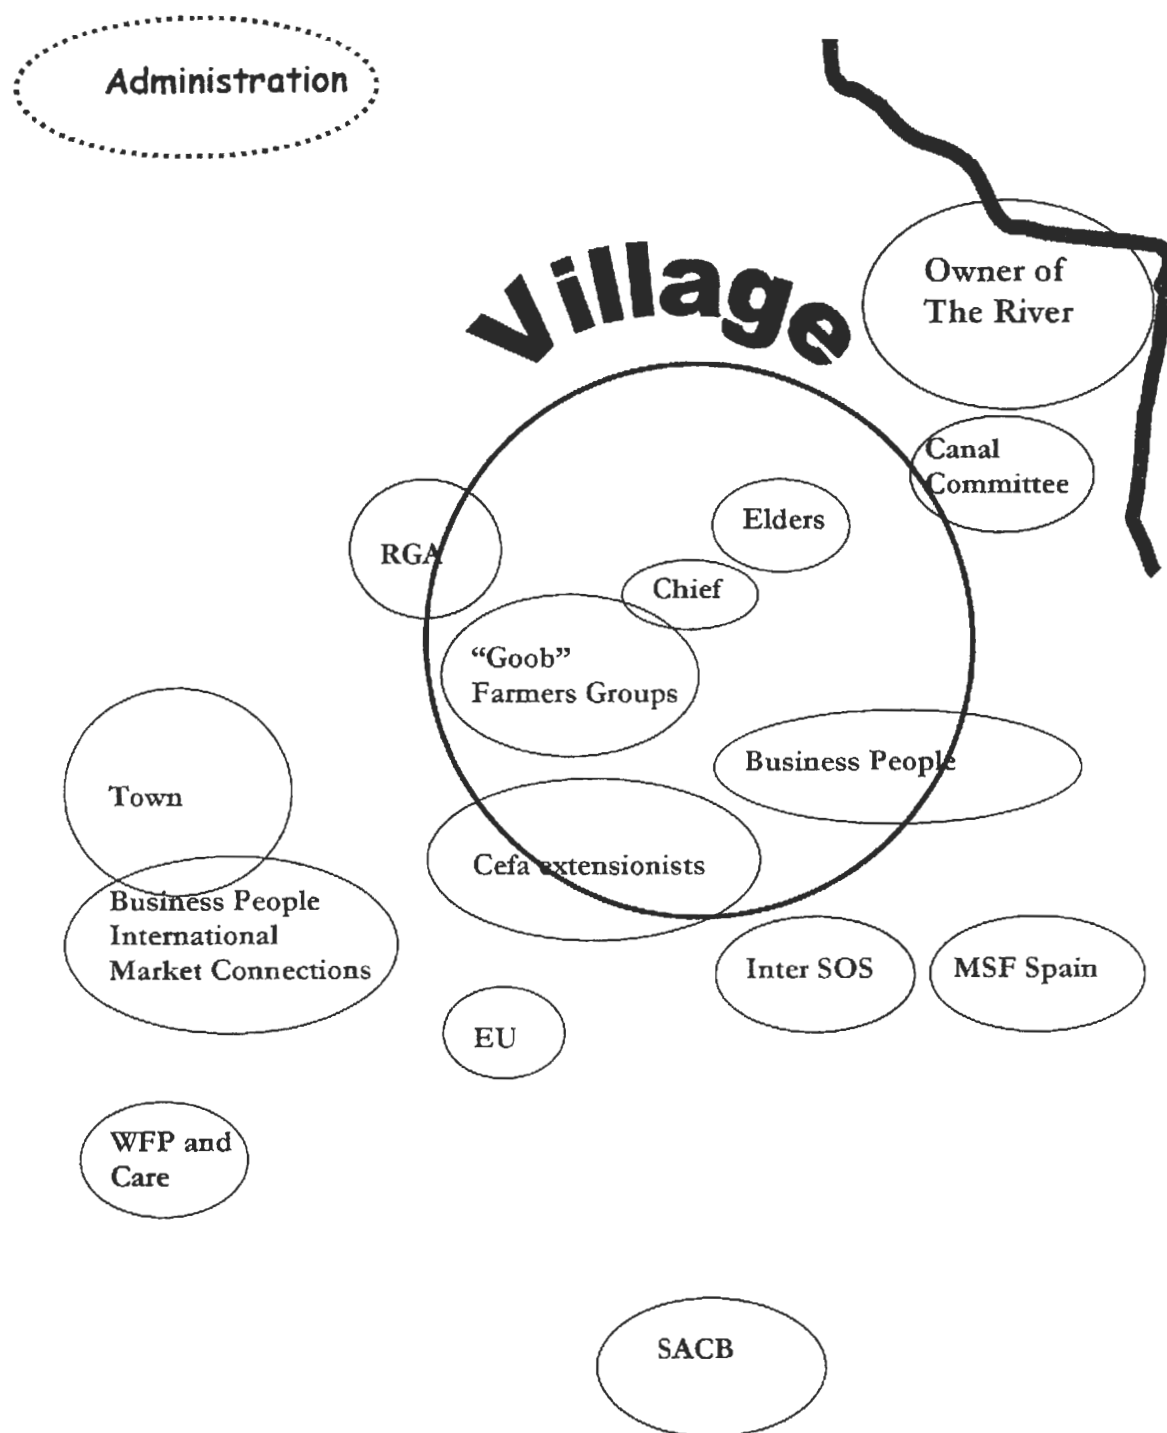 Administration
Village
Owner of
The River
Canal
Committee
Elders
RGA
Chief
“Goob”
Farmers Groups
Business People
Town
Cefa extensionists
Business People
International
Market Connections
Inter SOS
MSF Spain
EU
WFP and
Care
SACB